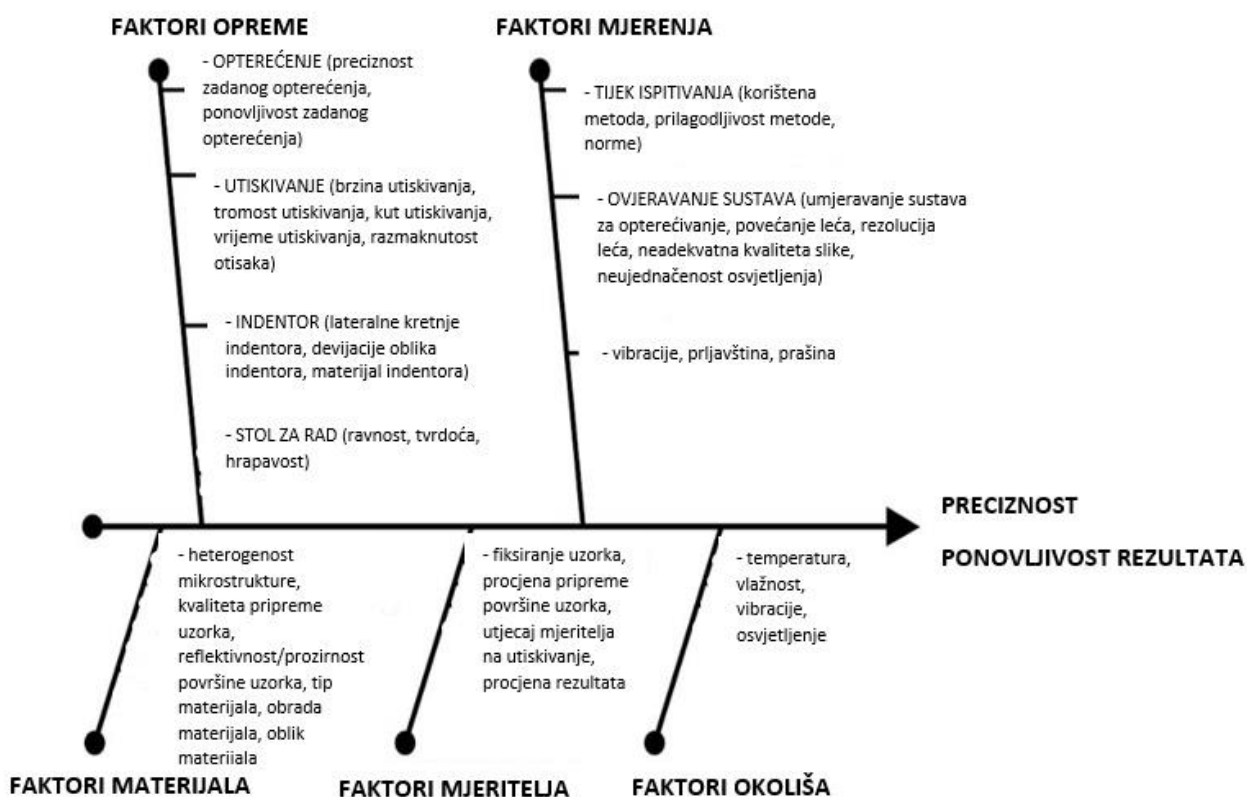 FAKTORI OPREME
- OPTEREĆENJE (preciznost
zadanog opterećenja,
ponovljivost zadanog
opterećenja)
- UTISKIVANJE (brzina utiskivanja,
tromost utiskivanja, kut utiskivanja,
vrijeme utiskivanja, razmaknutost
otisaka)
- INDENTOR (lateralne kretnje
indentora, devijacije oblika
indentora, materijal indentora)
- STOL ZA RAD (ravnost, tvrdoća,
hrapavost)
FAKTORI MJERENJA
- TIJEK ISPITIVANJA (korištena
metoda, prilagodljivost metode,
norme)
- OVJERAVANJE SUSTAVA (umjeravanje sustava
za opterećivanje, povećanje leća, rezolucija
leća, neadekvatna kvaliteta slike,
neujednačenost osvjetljenja)
- vibracije, prljavština, prašina
PRECIZNOST
PONOVLJIVOST REZULTATA
- heterogenost
mikrostrukture,
kvaliteta pripreme
uzorka,
reflektivnost/prozirnost
površine uzorka, tip
materijala, obrada
materijala, oblik
materijala
FAKTORI MATERIJALA
- fiksiranje uzorka,
procjena pripreme
površine uzorka,
utjecaj mjeritelja
na utiskivanje,
procjena rezultata
FAKTORI MJERITELJA
- temperatura,
vlažnost,
vibracije,
osvjetljenje
FAKTORI OKOLIŠA